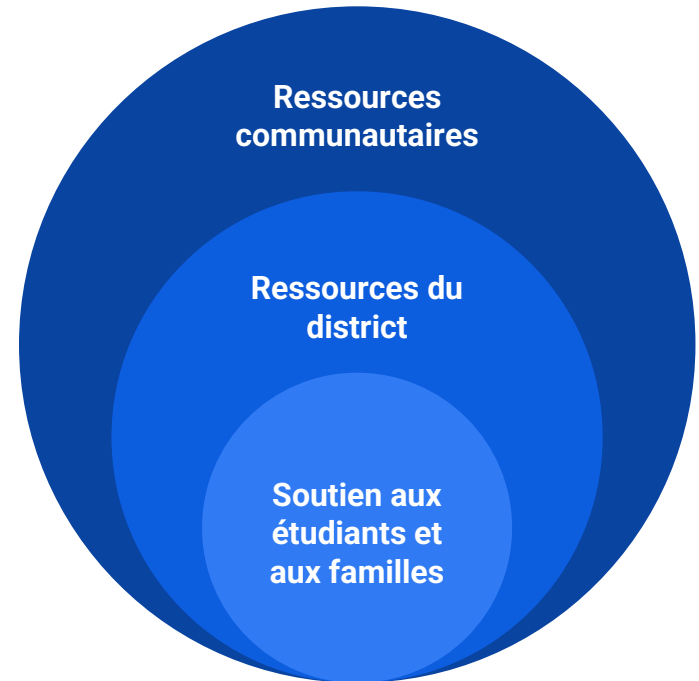 Ressources
communautaires
Ressources du
district
Soutien aux
étudiants et
aux familles